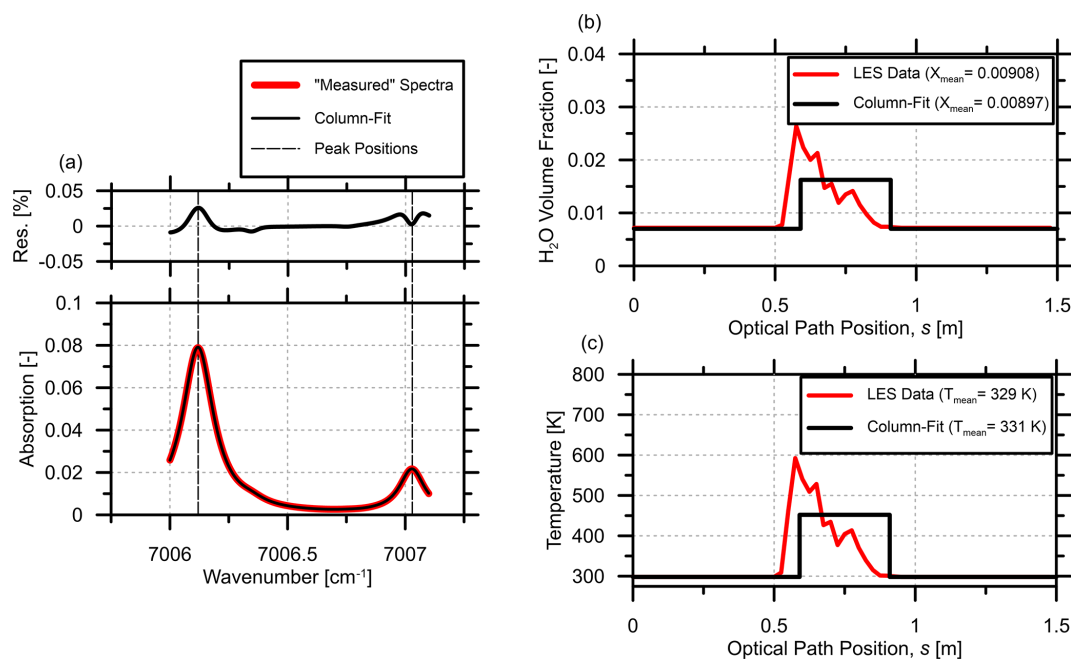 "Measured" Spectra
Column-Fit
Peak Positions
(a)
Res. [%]
0.05
0
-0.05
Absorption [-]
0.1
0.08
0.06
0.04
0.02
0
7006
7006.5
7007
Wavenumber [cm⁻¹]
(b)
H₂O Volume Fraction [-]
0.04
0.03
0.02
0.01
0
LES Data (Xmean= 0.00908)
Column-Fit (Xmean= 0.00897)
0
0.5
1
1.5
Optical Path Position, s [m]
(c)
Temperature [K]
800
700
600
500
400
300
LES Data (Tmean= 329 K)
Column-Fit (Tmean= 331 K)
0
0.5
1
1.5
Optical Path Position, s [m]